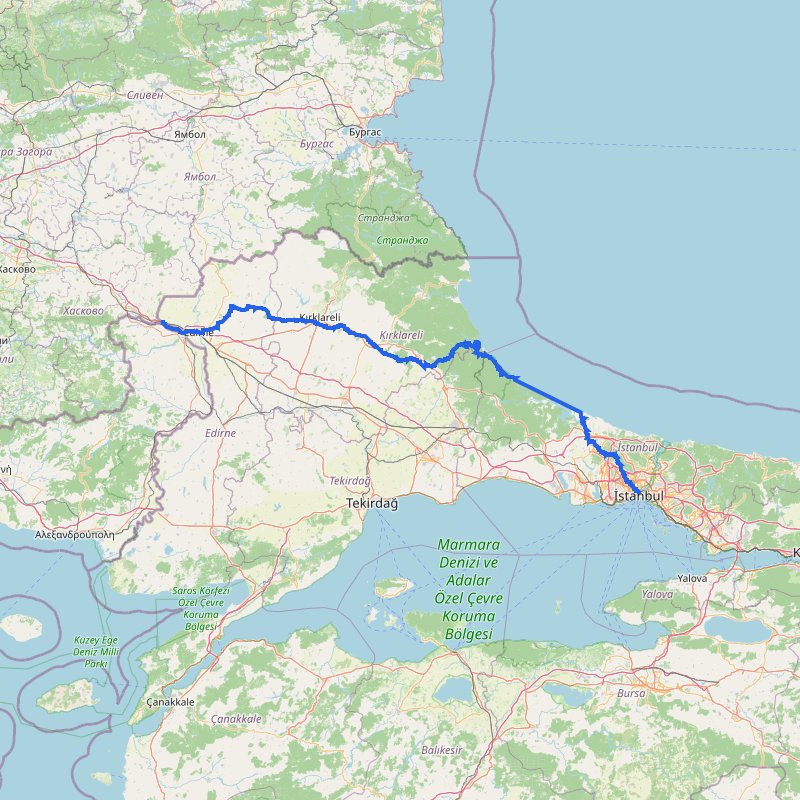 Сливен
Ямбол
Бургас
Бургас
ра Загора
Ямбол
Странджа
Странджа
Хасково
Хасково
Kırklareli
Edirne
Kırklareli
Edirne
İstanbul
İstanbul
Tekirdağ
Tekirdağ
Αλεξανδρούπολη
Marmara
Denizi ve
Adalar
Özel Çevre
Koruma
Bölgesi
Yalova
Yalova
Saros Körfezi
Özel Çevre
Koruma
Bölgesi
Kuzey Ege
Deniz Milli
Parkı
Çanakkale
Çanakkale
Bursa
Balıkesir